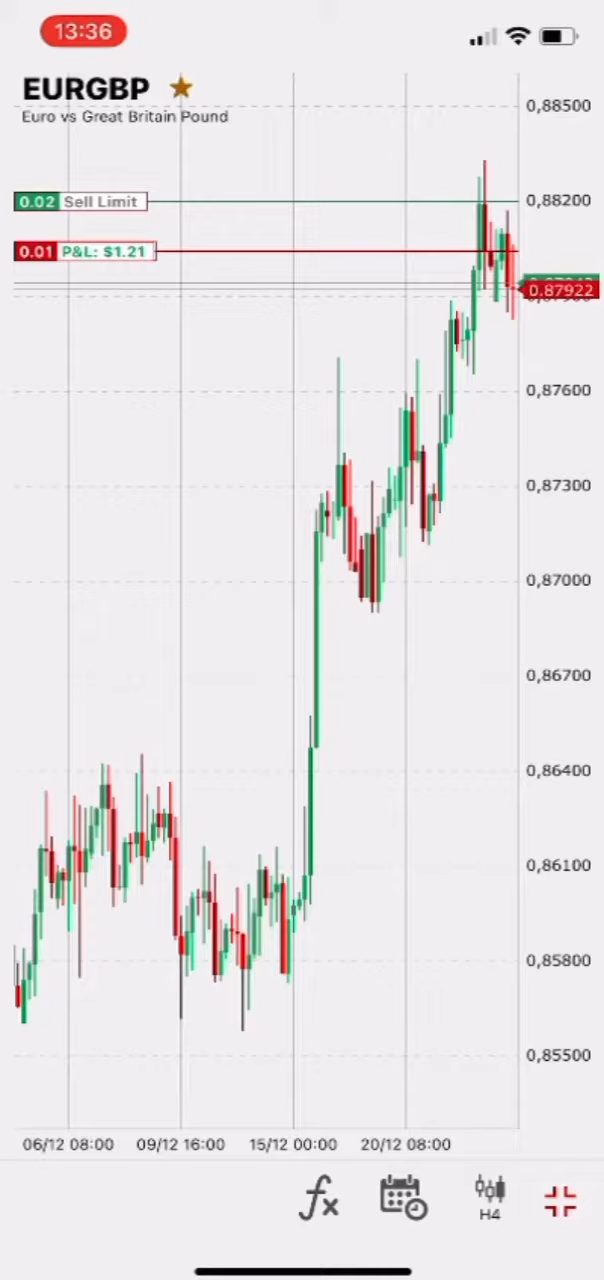 13:36
EURGBP
Euro vs Great Britain Pound
0,88500
0.02 Sell Limit
0,88200
0.01 P&L: $1.21
0.87922
0,87600
0,87300
0,87000
0,86700
0,86400
0,86100
0,85800
0,85500
06/12 08:00 09/12 16:00 15/12 00:00 20/12 08:00
fx
H4